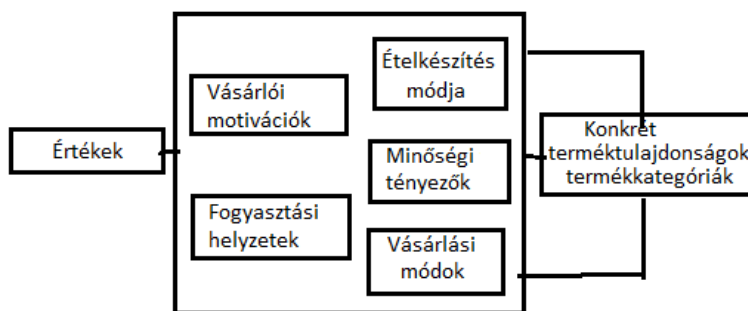 Értékek
Vásárlói
motivációk
Fogyasztási
helyzetek
Ételkészítés
módja
Minőségi
tényezők
Vásárlási
módok
Konkrét
terméktulajdonságok
termékkategóriák